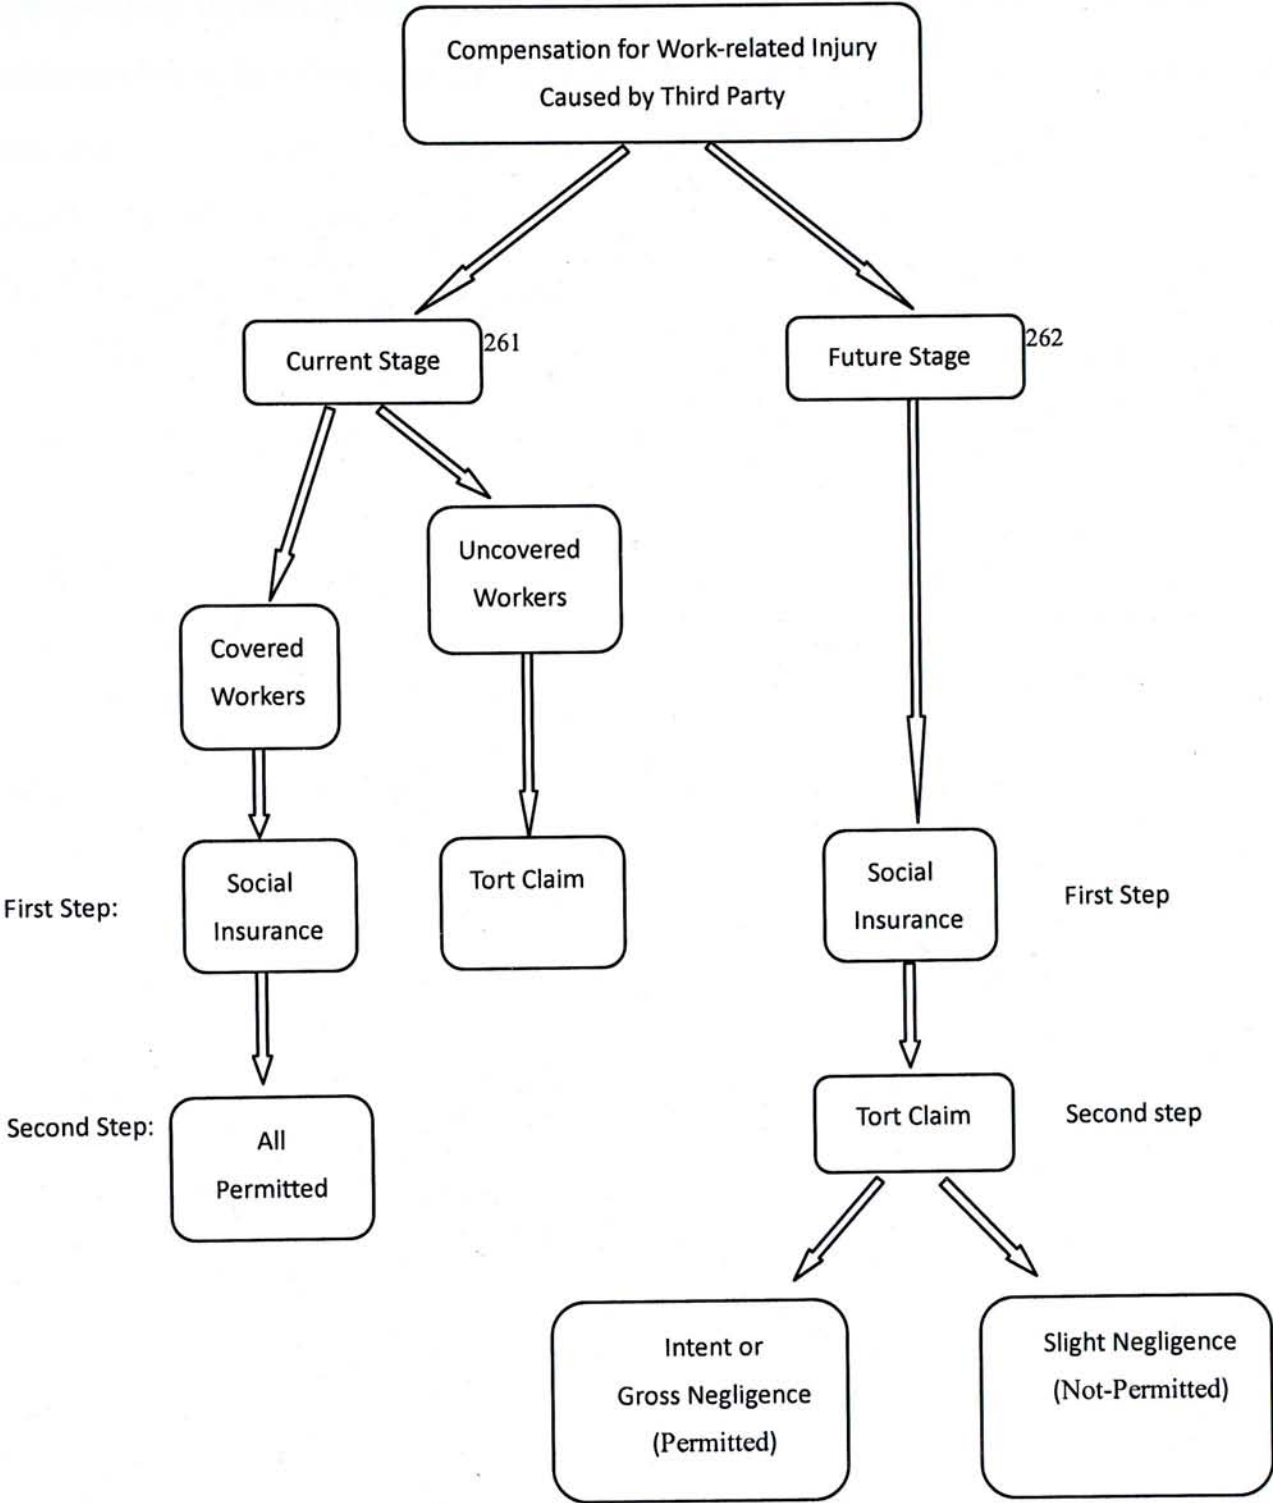 Compensation for Work-related Injury
Caused by Third Party
Current Stage
261
Future Stage
262
Uncovered
Workers
Covered
Workers
First Step:
Social
Insurance
Tort Claim
Social
Insurance
First Step
Second Step:
All
Permitted
Tort Claim
Second step
Intent or
Gross Negligence
(Permitted)
Slight Negligence
(Not-Permitted)